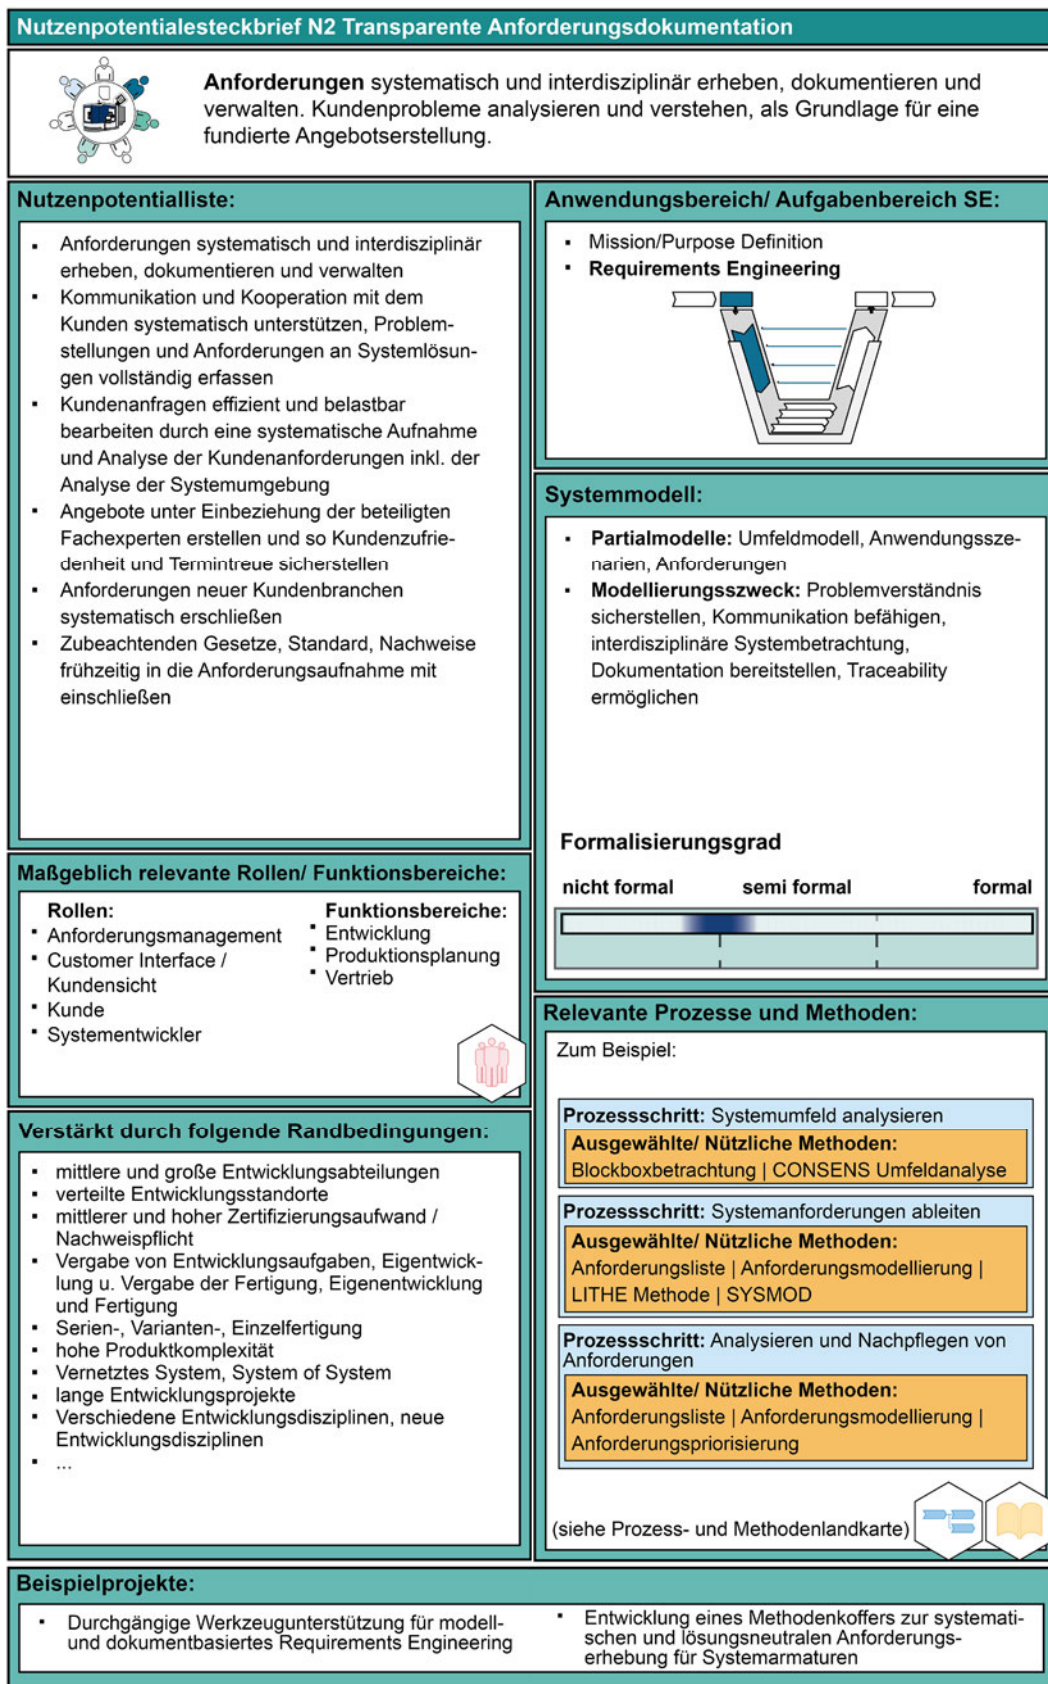 Nutzenpotentialesteckbrief N2 Transparente Anforderungsdokumentation
Anforderungen systematisch und interdisziplinär erheben, dokumentieren und
verwalten. Kundenprobleme analysieren und verstehen, als Grundlage für eine
fundierte Angebotserstellung.
Nutzenpotentialliste:
▪ Anforderungen systematisch und interdisziplinär
erheben, dokumentieren und verwalten
▪ Kommunikation und Kooperation mit dem
Kunden systematisch unterstützen, Problem-
stellungen und Anforderungen an Systemlösun-
gen vollständig erfassen
▪ Kundenanfragen effizient und belastbar
bearbeiten durch eine systematische Aufnahme
und Analyse der Kundenanforderungen inkl. der
Analyse der Systemumgebung
▪ Angebote unter Einbeziehung der beteiligten
Fachexperten erstellen und so Kundenzufrie-
denheit und Termintreue sicherstellen
▪ Anforderungen neuer Kundenbranchen
systematisch erschließen
▪ Zubeachtenden Gesetze, Standard, Nachweise
frühzeitig in die Anforderungsaufnahme mit
einschließen
Maßgeblich relevante Rollen/ Funktionsbereiche:
Rollen:
▪ Anforderungsmanagement
▪ Customer Interface /
Kundensicht
▪ Kunde
▪ Systementwickler
Funktionsbereiche:
▪ Entwicklung
▪ Produktionsplanung
▪ Vertrieb
Verstärkt durch folgende Randbedingungen:
▪ mittlere und große Entwicklungsabteilungen
▪ verteilte Entwicklungsstandorte
▪ mittlerer und hoher Zertifizierungsaufwand /
Nachweispflicht
▪ Vergabe von Entwicklungsaufgaben, Eigentwick-
lung u. Vergabe der Fertigung, Eigenentwicklung
und Fertigung
▪ Serien-, Varianten-, Einzelfertigung
▪ hohe Produktkomplexität
▪ Vernetztes System, System of System
▪ lange Entwicklungsprojekte
▪ Verschiedene Entwicklungsdisziplinen, neue
Entwicklungsdisziplinen
▪ ...
Anwendungsbereich/ Aufgabenbereich SE:
▪ Mission/Purpose Definition
▪ Requirements Engineering
Systemmodell:
▪ Partialmodelle: Umfeldmodell, Anwendungssze-
narien, Anforderungen
▪ Modellierungsszweck: Problemverständnis
sicherstellen, Kommunikation befähigen,
interdisziplinäre Systembetrachtung,
Dokumentation bereitstellen, Traceability
ermöglichen
Formalisierungsgrad
nicht formal semi formal formal
Relevante Prozesse und Methoden:
Zum Beispiel:
Prozessschritt: Systemumfeld analysieren
Ausgewählte/ Nützliche Methoden:
Blockboxbetrachtung | CONSENS Umfeldanalyse
Prozessschritt: Systemanforderungen ableiten
Ausgewählte/ Nützliche Methoden:
Anforderungsliste | Anforderungsmodellierung |
LITHE Methode | SYSMOD
Prozessschritt: Analysieren und Nachpflegen von
Anforderungen
Ausgewählte/ Nützliche Methoden:
Anforderungsliste | Anforderungsmodellierung |
Anforderungspriorisierung
(siehe Prozess- und Methodenlandkarte)
Beispielprojekte:
▪ Durchgängige Werkzeugunterstützung für modell-
und dokumentbasiertes Requirements Engineering
▪ Entwicklung eines Methodenkoffers zur systemati-
schen und lösungsneutralen Anforderungs-
erhebung für Systemarmaturen